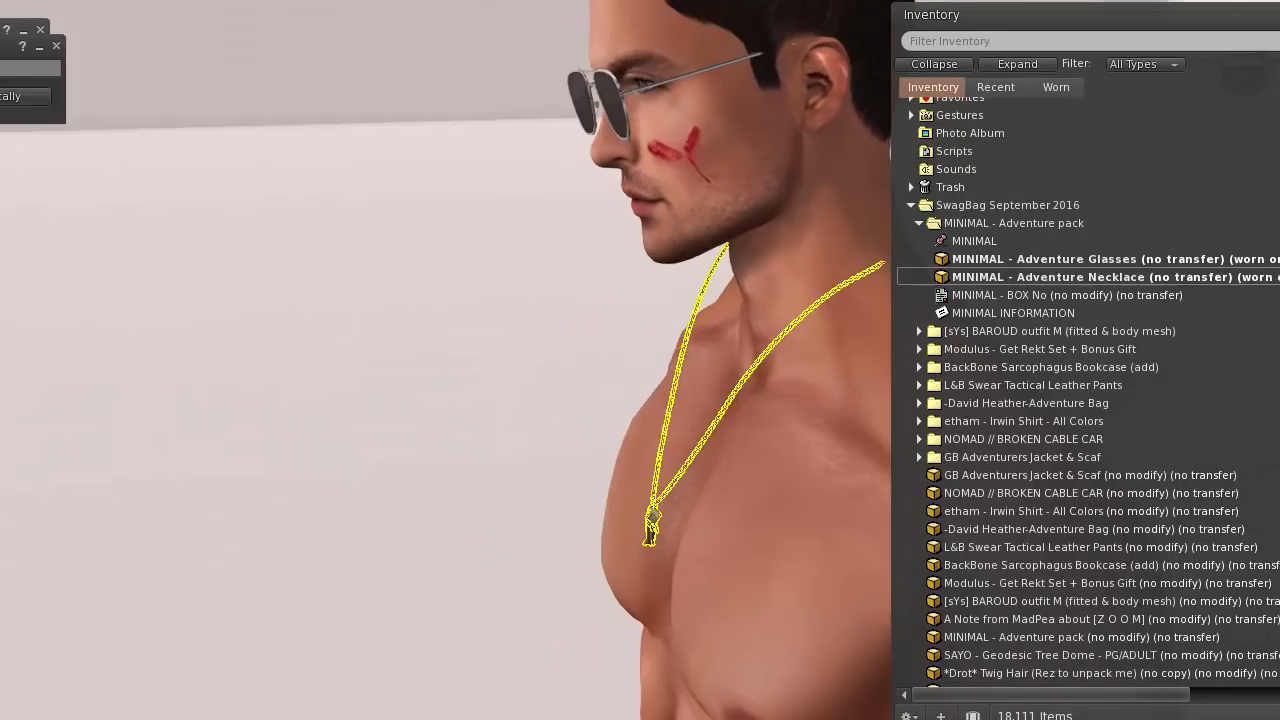 ? _ ×
? _ ×
cally
Inventory
Filter Inventory
Collapse Expand Filter: All Types
Inventory Recent Worn
Favorites
Gestures
Photo Album
Scripts
Sounds
Trash
SwagBag September 2016
MINIMAL - Adventure pack
MINIMAL
MINIMAL - Adventure Glasses (no transfer) (worn on
MINIMAL - Adventure Necklace (no transfer) (worn
MINIMAL - BOX No (no modify) (no transfer)
MINIMAL INFORMATION
[sYs] BAROUD outfit M (fitted & body mesh)
Modulus - Get Rekt Set + Bonus Gift
BackBone Sarcophagus Bookcase (add)
L&B Swear Tactical Leather Pants
-David Heather-Adventure Bag
etham - Irwin Shirt - All Colors
NOMAD // BROKEN CABLE CAR
GB Adventurers Jacket & Scaf
GB Adventurers Jacket & Scaf (no modify) (no transfer)
NOMAD // BROKEN CABLE CAR (no modify) (no transfer)
etham - Irwin Shirt - All Colors (no modify) (no transfer)
-David Heather-Adventure Bag (no modify) (no transfer)
L&B Swear Tactical Leather Pants (no modify) (no transfer)
BackBone Sarcophagus Bookcase (add) (no modify) (no transf
Modulus - Get Rekt Set + Bonus Gift (no modify) (no transfer)
[sYs] BAROUD outfit M (fitted & body mesh) (no modify) (no tra
A Note from MadPea about [Z O O M] (no modify) (no transfer)
MINIMAL - Adventure pack (no modify) (no transfer)
SAYO - Geodesic Tree Dome - PG/ADULT (no modify) (no transfe
*Drot* Twig Hair (Rez to unpack me) (no copy) (no modify) (no
18,111 Items